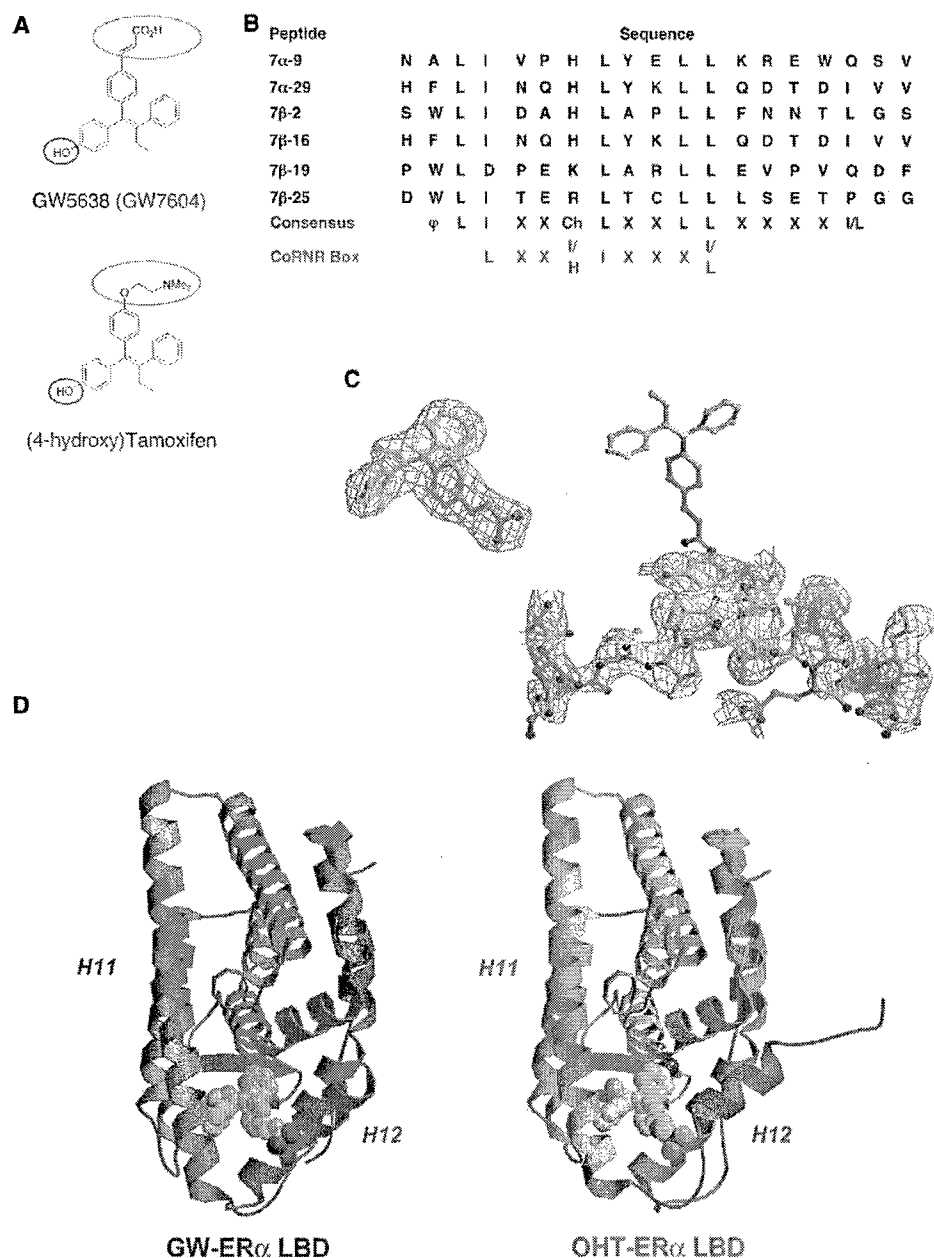 A
CO₂H
HO
GW5638 (GW7604)
O
NMe₂
HO
(4-hydroxy)Tamoxifen
B
Peptide Sequence
7α-9 N A L I V P H L Y E L L K R E W Q S V
7α-29 H F L I N Q H L Y K L L Q D T D I V V
7β-2 S W L I D A H L A P L L F N N T L G S
7β-16 H F L I N Q H L Y K L L Q D T D I V V
7β-19 P W L D P E K L A R L L E V P V Q D F
7β-25 D W L I T E R L T C L L L S E T P G G
Consensus φ L I X X Ch L X X L L X X X X I/L
CoRNR Box L X X I/H I X X X I/L
C
D
H11
H12
GW-ERα LBD
H11
H12
OHT-ERα LBD